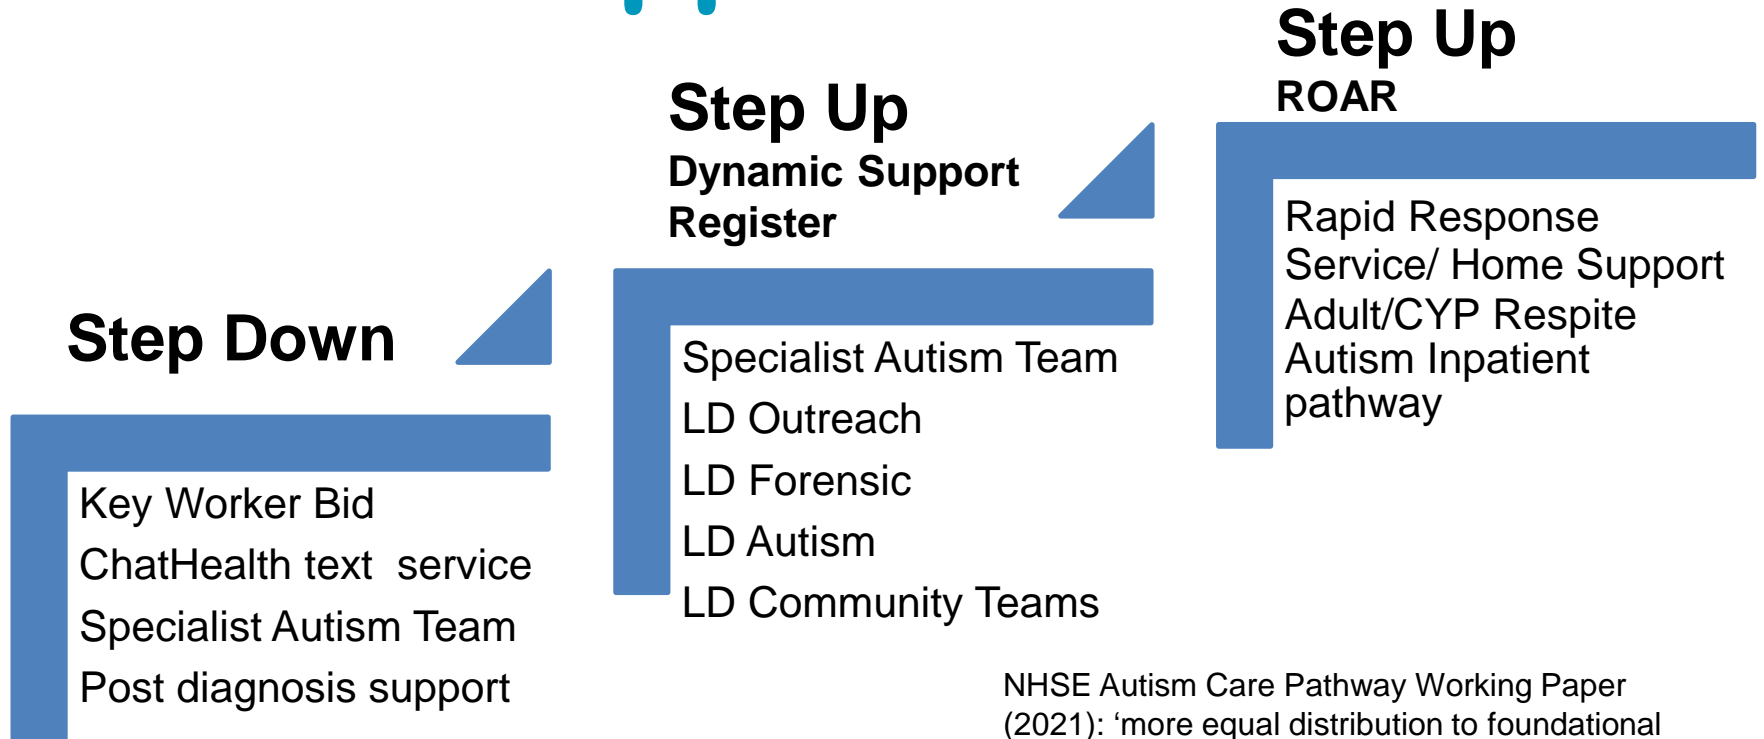 Step Down
Key Worker Bid
ChatHealth text  service
Specialist Autism Team
Post diagnosis support
Step Up
Dynamic Support
Register
Specialist Autism Team
LD Outreach
LD Forensic
LD Autism
LD Community Teams
Step Up
ROAR
Rapid Response
Service/ Home Support
Adult/CYP Respite
Autism Inpatient
pathway
NHSE Autism Care Pathway Working Paper
(2021): ‘more equal distribution to foundational